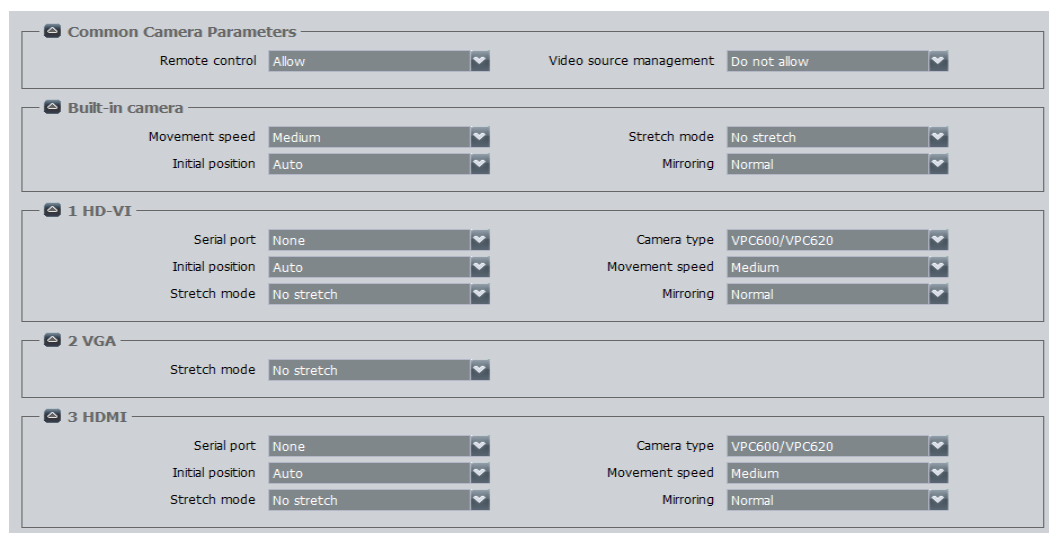 Common Camera Parameters
Remote control Allow Video source management Do not allow
Built-in camera
Movement speed Medium Stretch mode No stretch
Initial position Auto Mirroring Normal
1 HD-VI
Serial port None Camera type VPC600/VPC620
Initial position Auto Movement speed Medium
Stretch mode No stretch Mirroring Normal
2 VGA
Stretch mode No stretch
3 HDMI
Serial port None Camera type VPC600/VPC620
Initial position Auto Movement speed Medium
Stretch mode No stretch Mirroring Normal